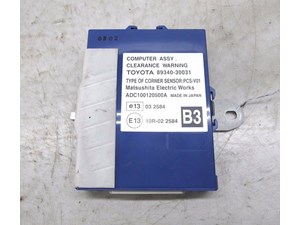 COMPUTER ASSY .
CLEARANCE WARNING
TOYOTA 89340-30031
TYPE OF CORNER SENSOR:PCS-V01
Matsushita Electric Works
ADC100120500A MADE IN JAPAN
e13 03 2584
E13 10R-02 2584
B3